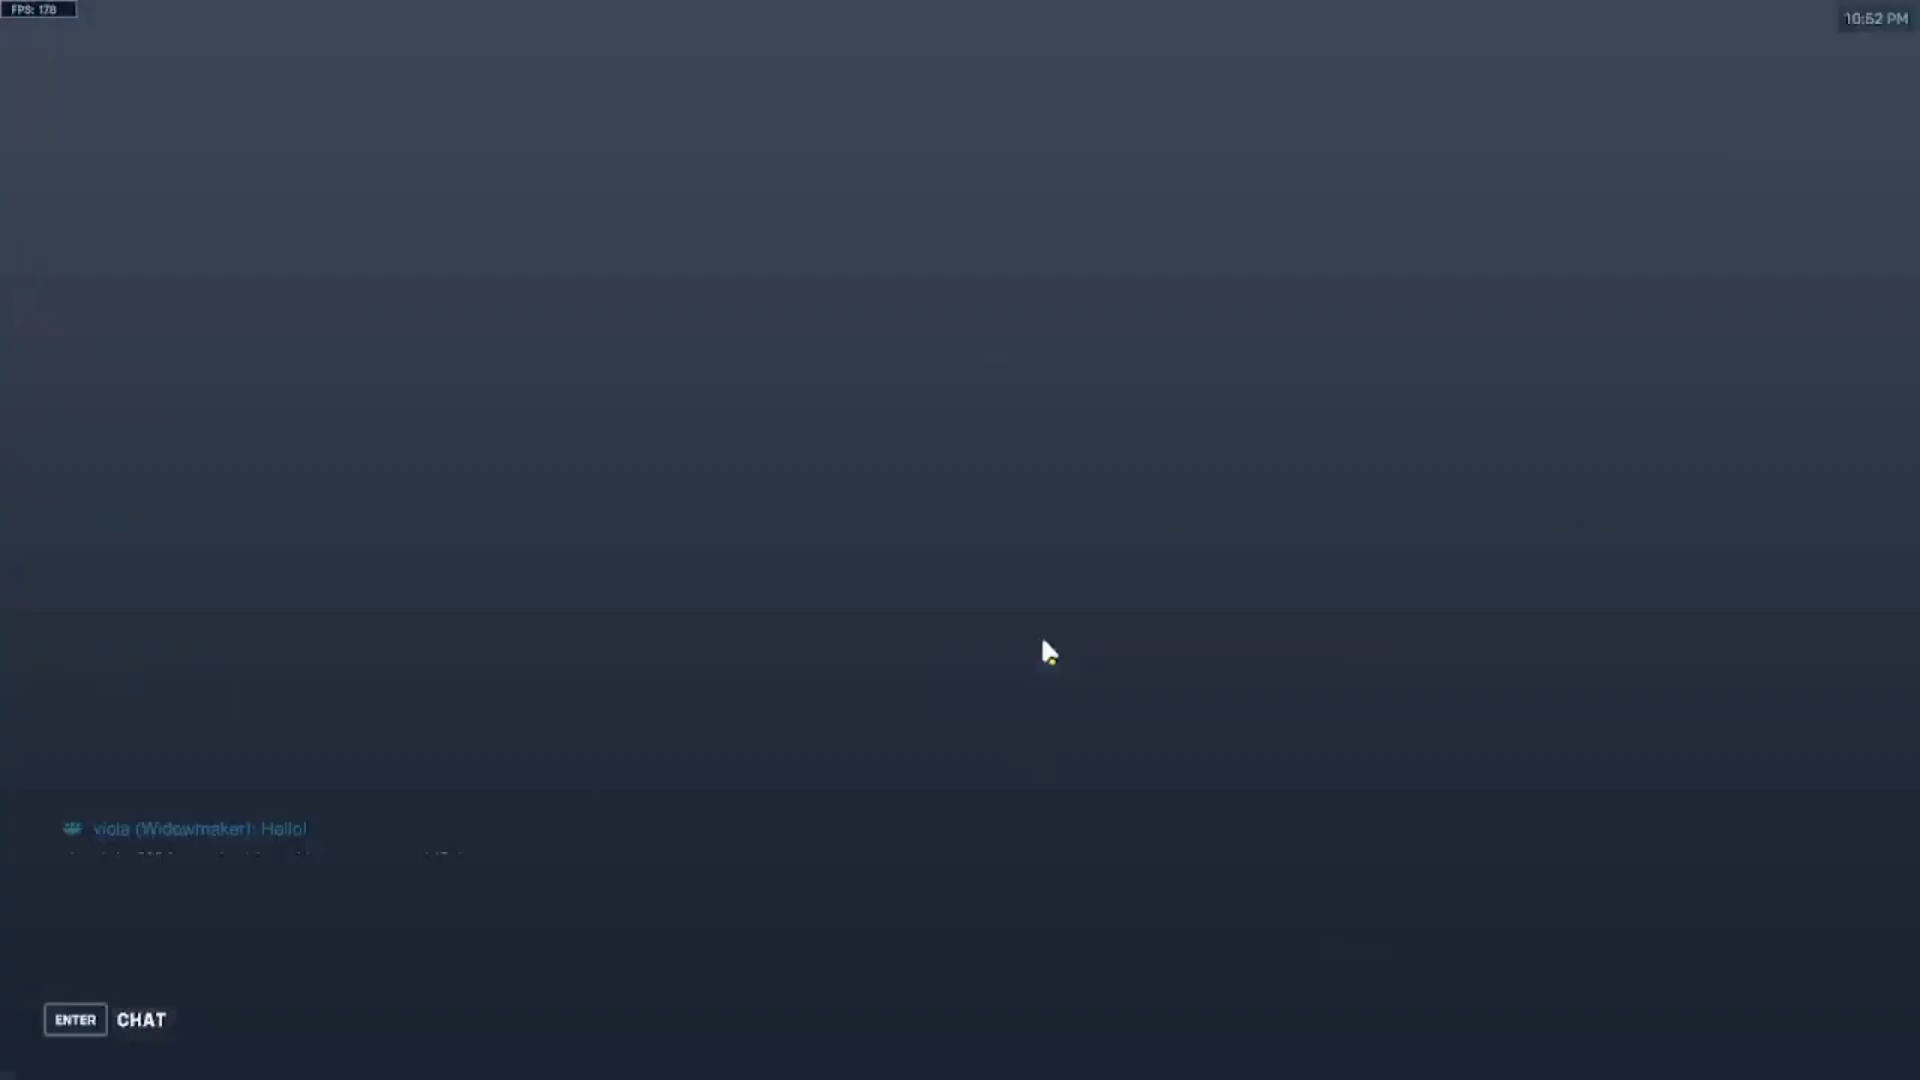 FPS: 178
10:52 PM
viola (Widowmaker): Hello!
ENTER CHAT